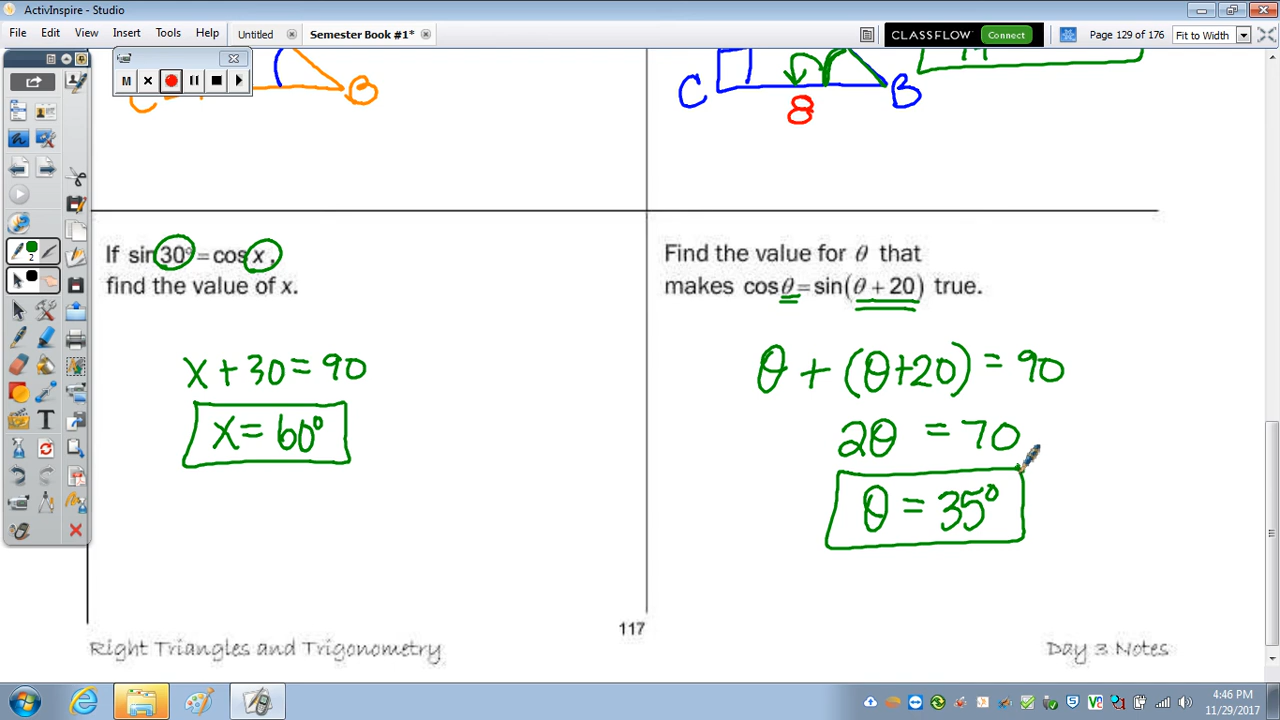 ActivInspire - Studio
File Edit View Insert Tools Help
Untitled
Semester Book #1*
CLASSFLOW Connect
Page 129 of 176
Fit to Width
M
2
T
C
B
C
8
B
If sin 30° = cos x,
find the value of x.
x + 30 = 90
x = 60°
Find the value for θ that
makes cos θ = sin(θ + 20) true.
θ + (θ+20) = 90
2θ = 70
θ = 35°
117
Right Triangles and Trigonometry
Day 3 Notes
4:46 PM
11/29/2017